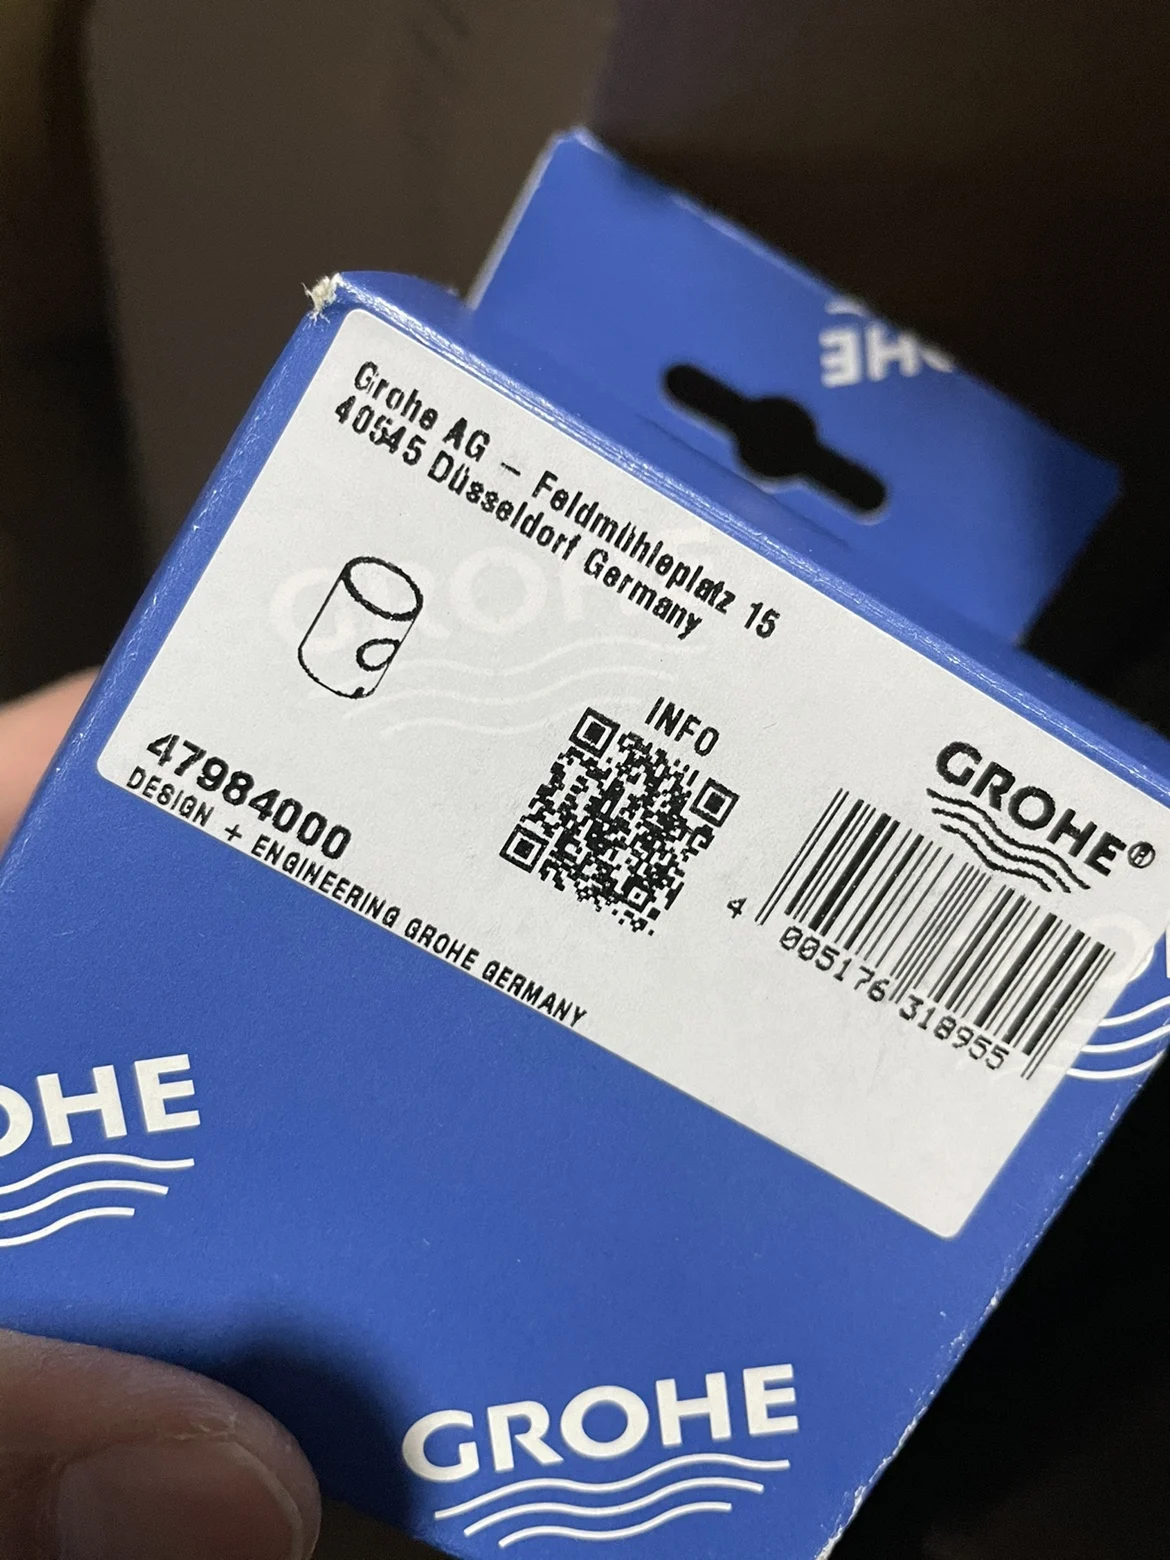 GROHE
Grohe AG – Feldmühleplatz 15
40545 Düsseldorf Germany
GROHE
INFO
GROHE®
47984000
DESIGN + ENGINEERING GROHE GERMANY
4 005176 318955
OHE
GROHE